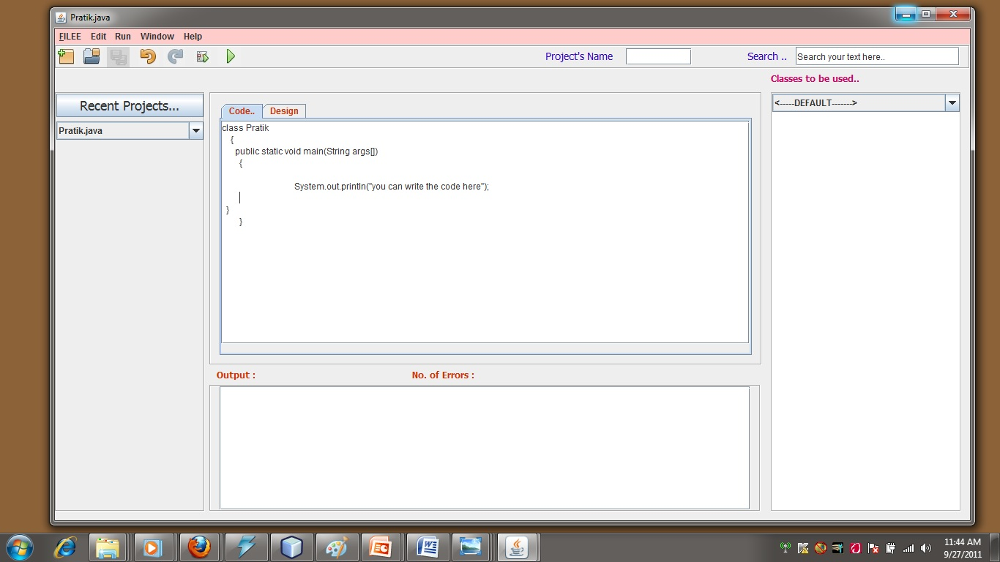 Pratik.java
FILEE Edit Run Window Help
Project's Name Search .. Search your text here..
Classes to be used..
Recent Projects...
<-----DEFAULT------->
Code.. Design
Pratik.java
class Pratik
{
public static void main(String args[])
{
System.out.println("you can write the code here");
}
}
Output : No. of Errors :
11:44 AM
9/27/2011